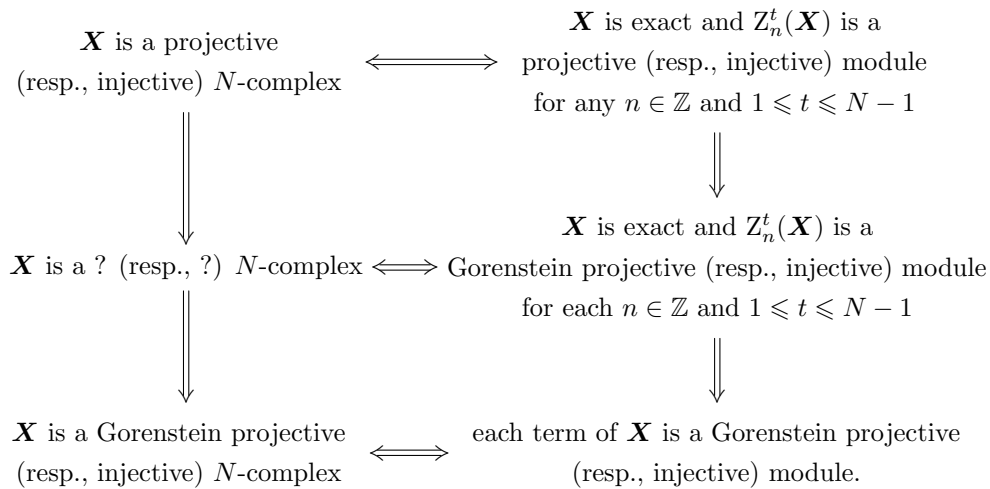 X is a projective
(resp., injective) N-complex
X is exact and Z_n^t(X) is a
projective (resp., injective) module
for any n ∈ ℤ and 1 ⩽ t ⩽ N − 1
X is a ? (resp., ?) N-complex
X is exact and Z_n^t(X) is a
Gorenstein projective (resp., injective) module
for each n ∈ ℤ and 1 ⩽ t ⩽ N − 1
X is a Gorenstein projective
(resp., injective) N-complex
each term of X is a Gorenstein projective
(resp., injective) module.